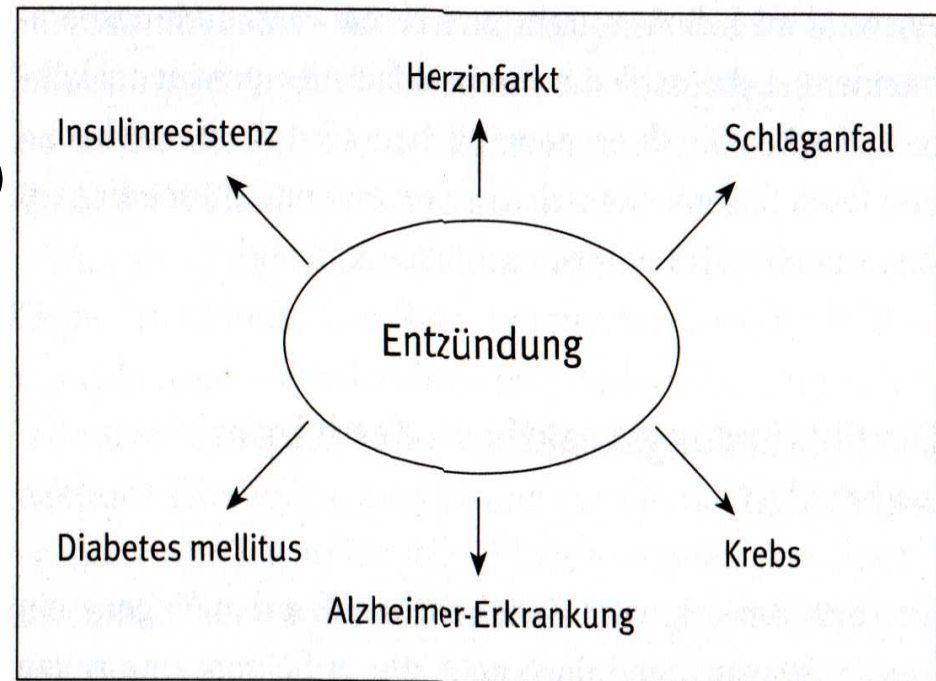 Herzinfarkt
Insulinresistenz
Schlaganfall
Entzündung
Diabetes mellitus
Krebs
Alzheimer-Erkrankung